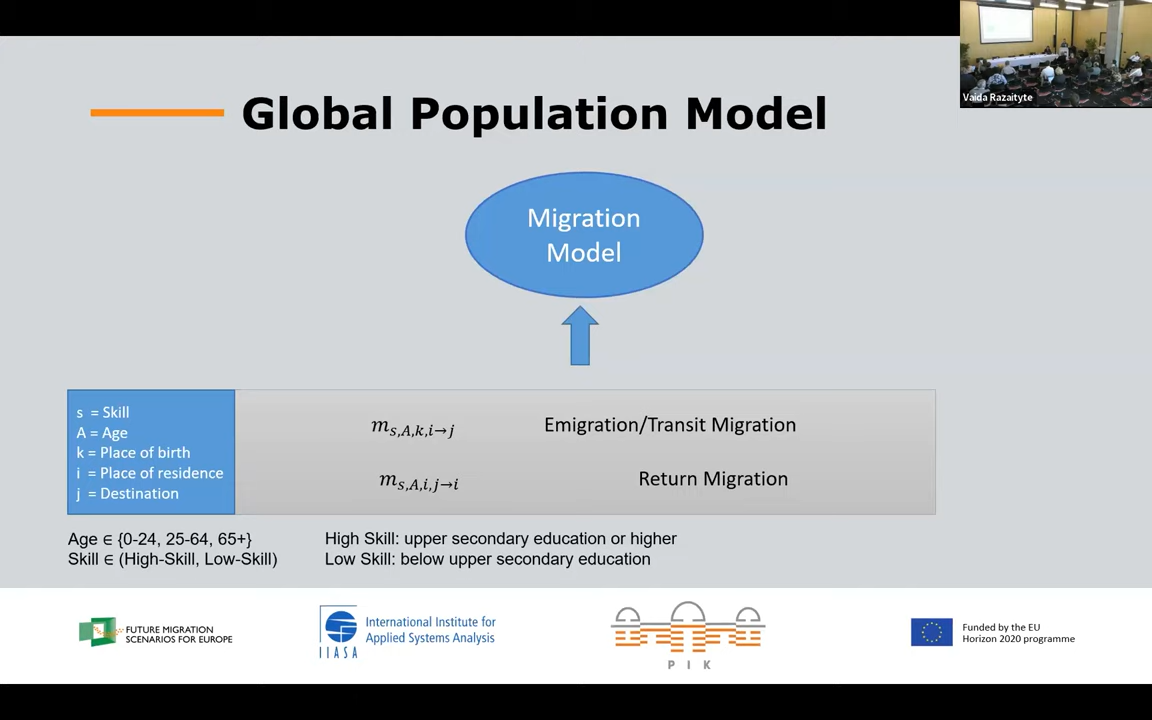 Vaida Razaityte
Global Population Model
Migration
Model
s = Skill
A = Age
k = Place of birth
i = Place of residence
j = Destination
m_{s,A,k,i→j} Emigration/Transit Migration
m_{s,A,i,j→i} Return Migration
Age ∈ {0-24, 25-64, 65+}
Skill ∈ (High-Skill, Low-Skill)
High Skill: upper secondary education or higher
Low Skill: below upper secondary education
FUTURE MIGRATION
SCENARIOS FOR EUROPE
IIASA
International Institute for
Applied Systems Analysis
PIK
Funded by the EU
Horizon 2020 programme